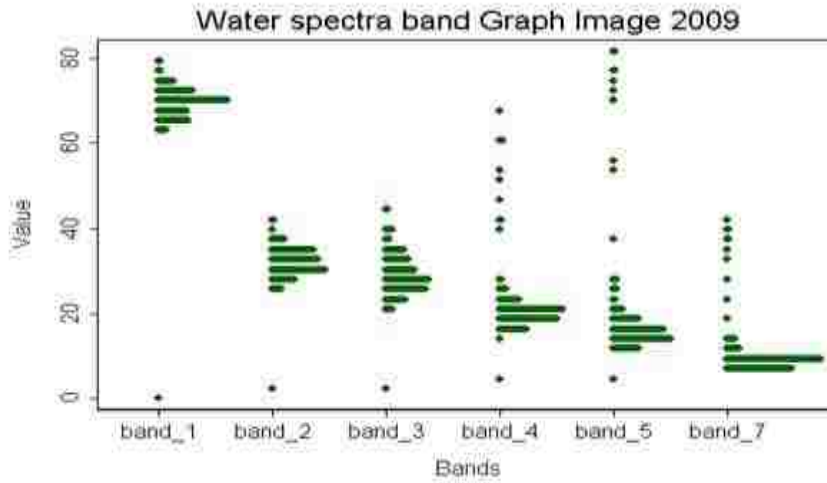 Water spectra band Graph Image 2009
80
60
40
20
0
Value
band_1 band_2 band_3 band_4 band_5 band_7
Bands